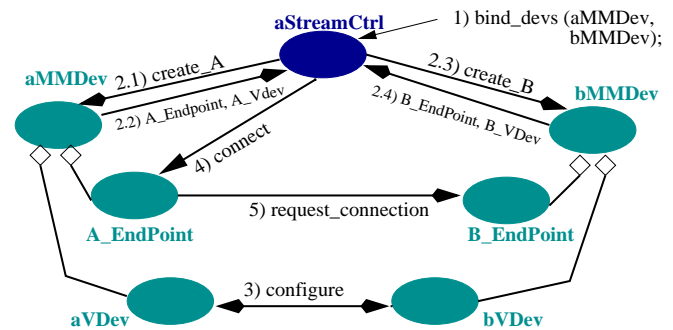 aStreamCtrl
1) bind_devs (aMMDev,
bMMDev);
aMMDev
2.1) create_A
2.3) create_B
bMMDev
2.2) A_Endpoint, A_Vdev
2.4) B_EndPoint, B_VDev
4) connect
5) request_connection
A_EndPoint
B_EndPoint
3) configure
aVDev
bVDev